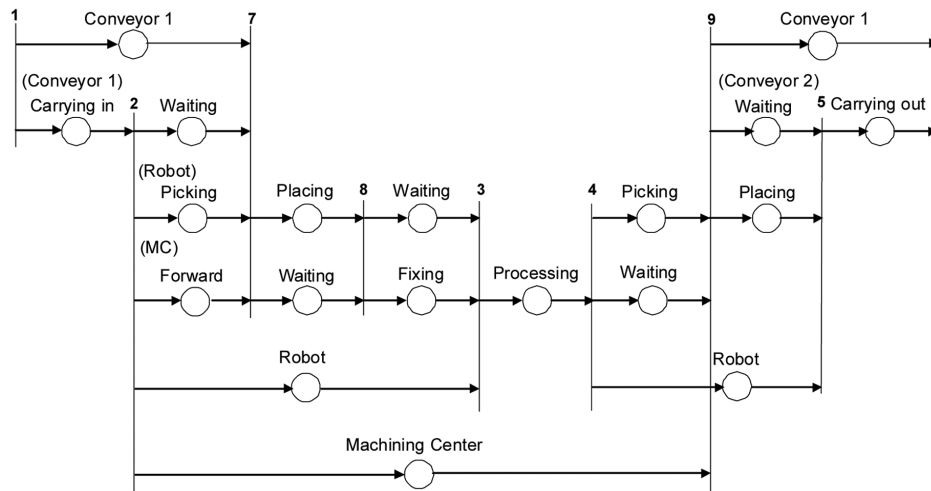 1 Conveyor 1 7 9 Conveyor 1
(Conveyor 1) (Conveyor 2)
Carrying in 2 Waiting Waiting 5 Carrying out
(Robot)
Picking Placing 8 Waiting 3 4 Picking Placing
(MC)
Forward Waiting Fixing Processing Waiting
Robot Robot
Machining Center